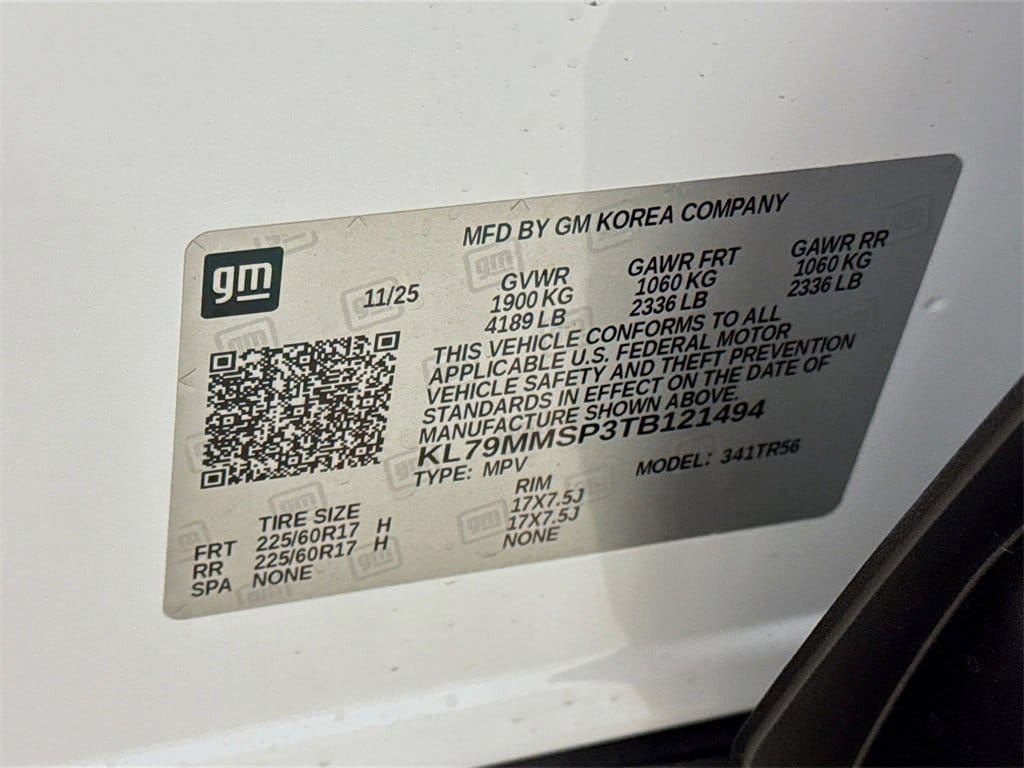 MFD BY GM KOREA COMPANY
gm
11/25
GVWR GAWR FRT GAWR RR
1900 KG 1060 KG 1060 KG
4189 LB 2336 LB 2336 LB
THIS VEHICLE CONFORMS TO ALL
APPLICABLE U.S. FEDERAL MOTOR
VEHICLE SAFETY AND THEFT PREVENTION
STANDARDS IN EFFECT ON THE DATE OF
MANUFACTURE SHOWN ABOVE.
KL79MMSP3TB121494
TYPE: MPV MODEL: 341TR56
TIRE SIZE RIM
FRT 225/60R17 H 17X7.5J
RR 225/60R17 H 17X7.5J
SPA NONE NONE